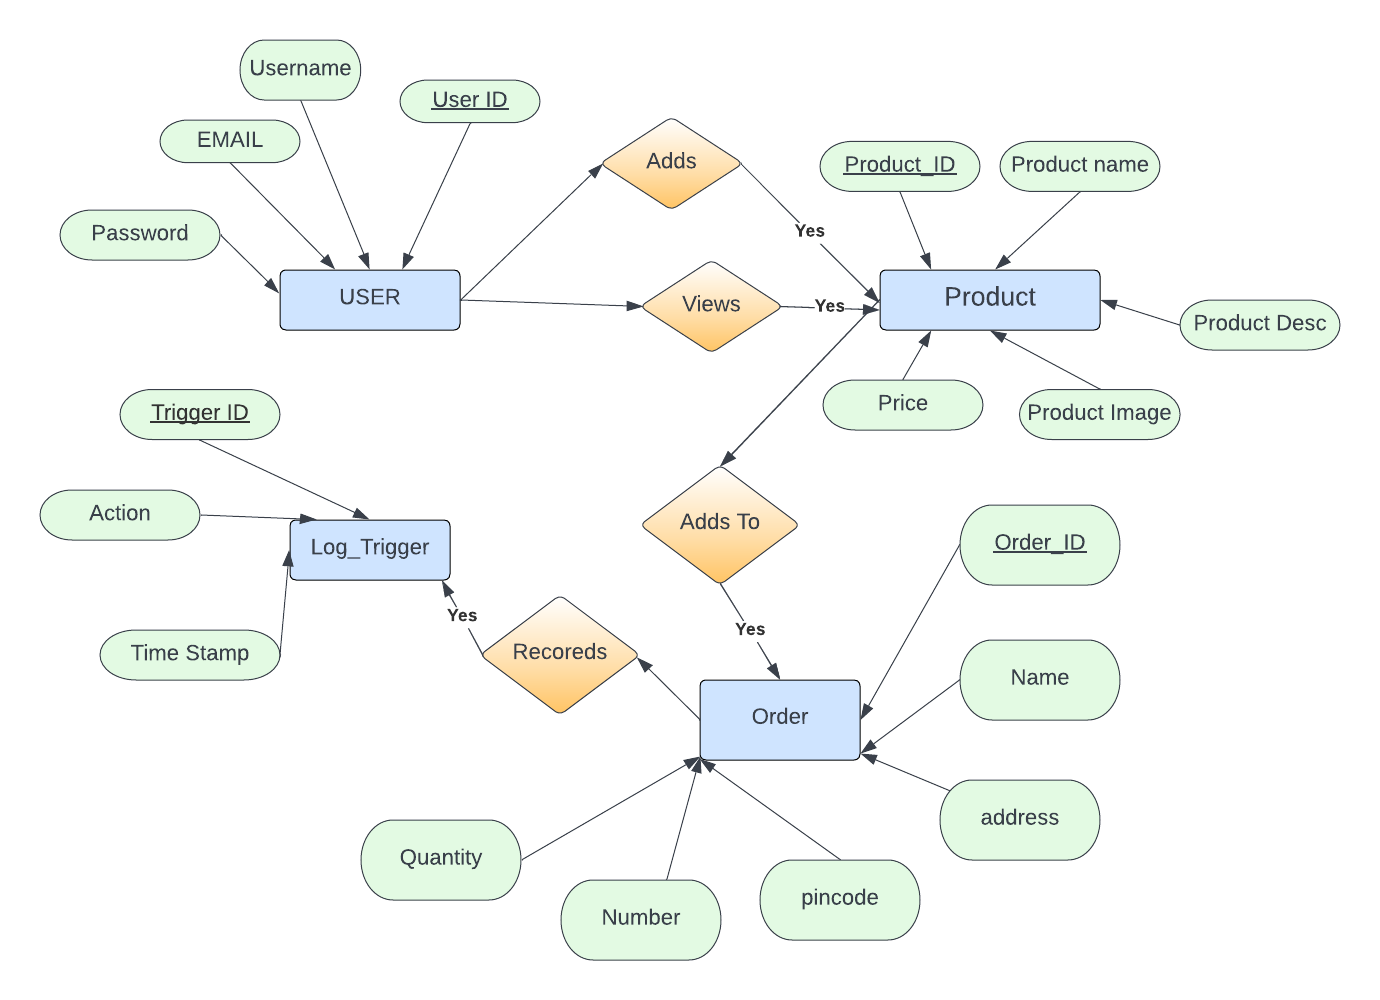 Username
User ID
EMAIL
Adds
Product_ID
Product name
Password
Yes
USER
Views
Yes
Product
Product Desc
Trigger ID
Price
Product Image
Action
Adds To
Log_Trigger
Order_ID
Yes
Yes
Time Stamp
Recoreds
Name
Order
address
Quantity
Number
pincode